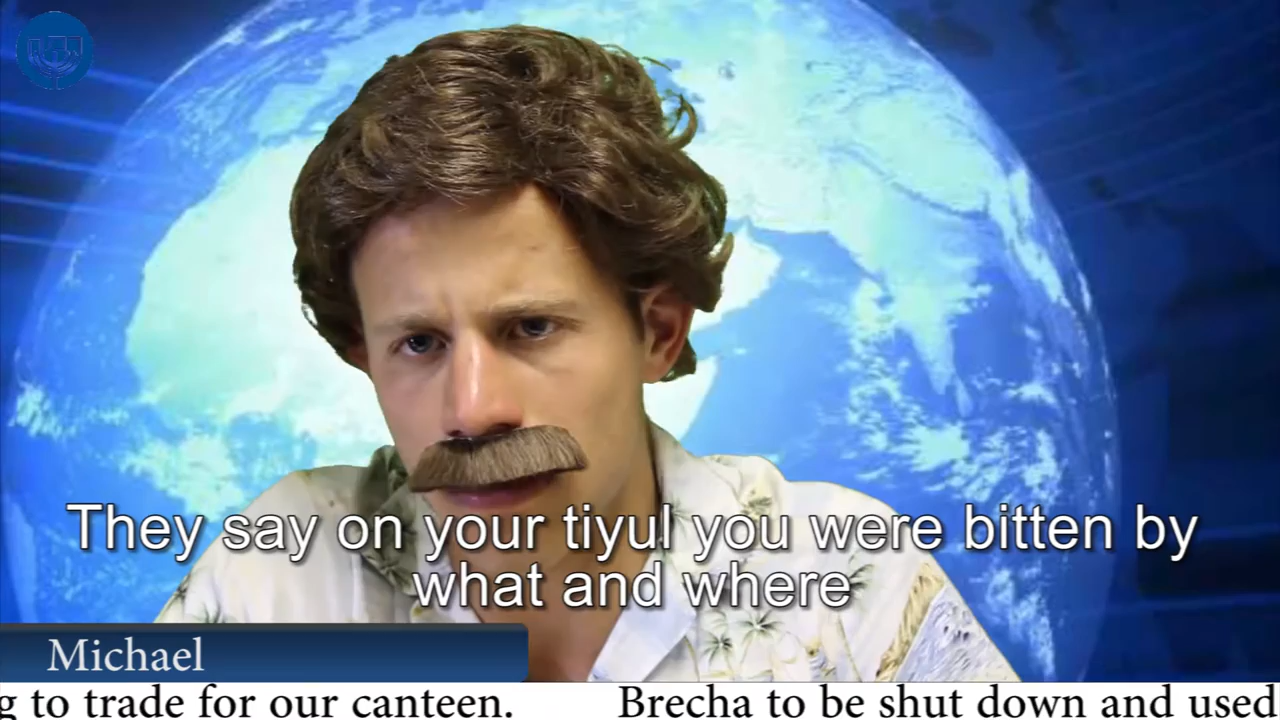 They say on your tiyul you were bitten by
what and where
Michael
g to trade for our canteen. Brecha to be shut down and used